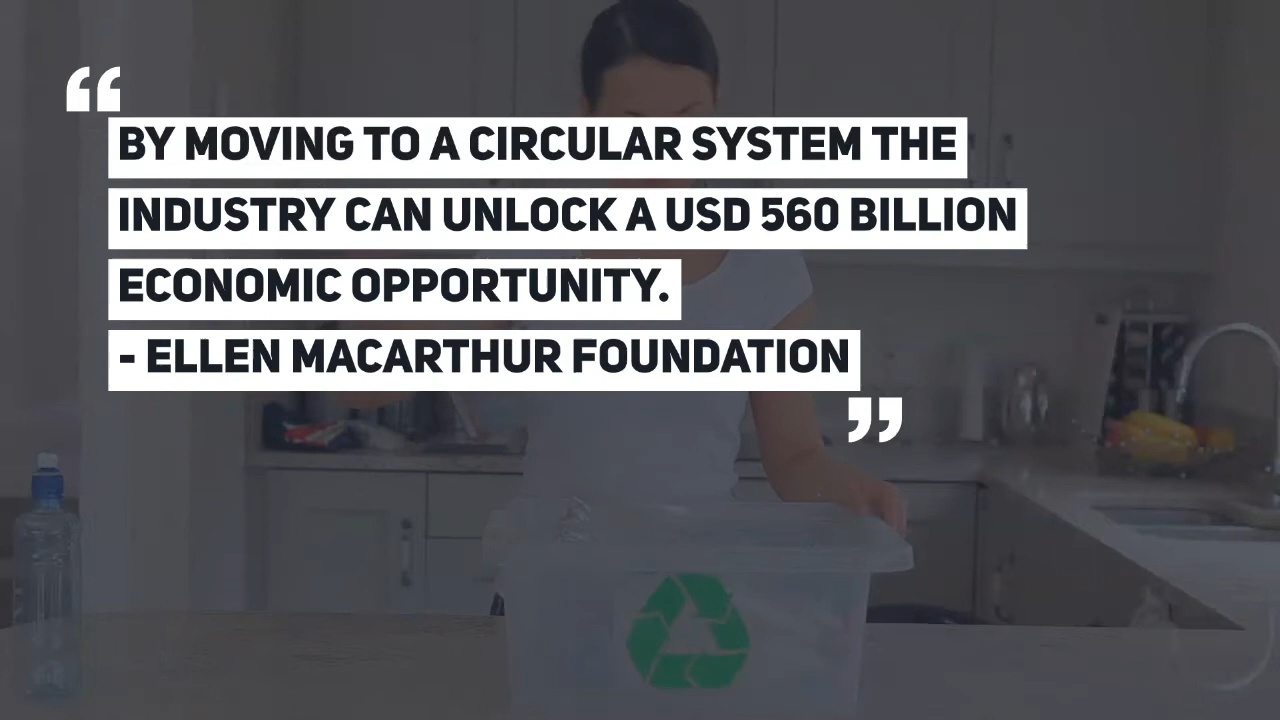 “
BY MOVING TO A CIRCULAR SYSTEM THE
INDUSTRY CAN UNLOCK A USD 560 BILLION
ECONOMIC OPPORTUNITY.
- ELLEN MACARTHUR FOUNDATION
”